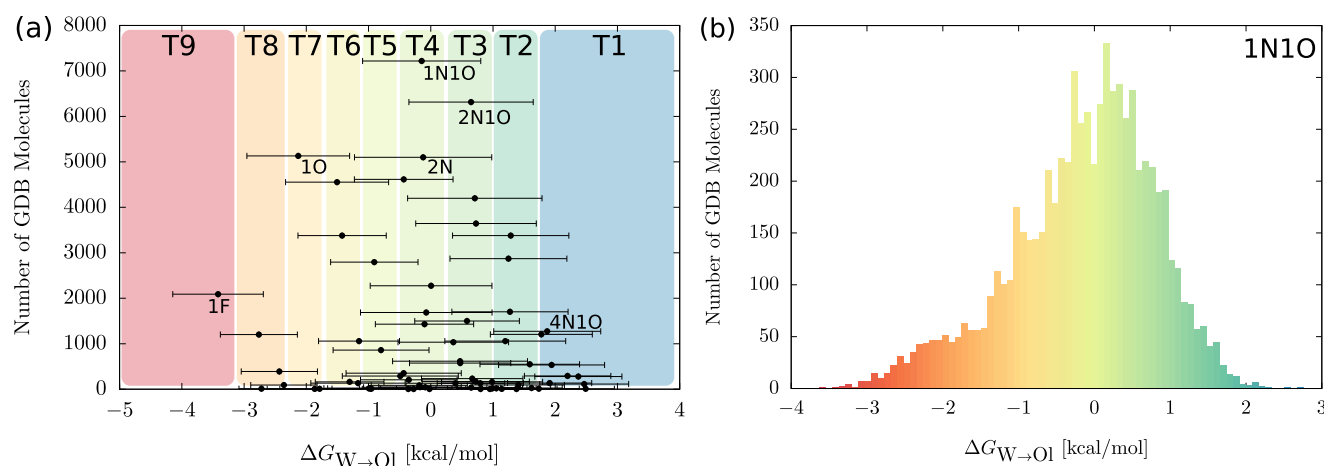 (a)
T9 T8 T7 T6 T5 T4 T3 T2 T1
8000
7000
6000
5000
4000
3000
2000
1000
0
Number of GDB Molecules
1N1O
2N1O
1O
2N
1F
4N1O
−5 −4 −3 −2 −1 0 1 2 3 4
ΔG_W→Ol [kcal/mol]
(b)
1N1O
350
300
250
200
150
100
50
0
Number of GDB Molecules
−4 −3 −2 −1 0 1 2 3
ΔG_W→Ol [kcal/mol]